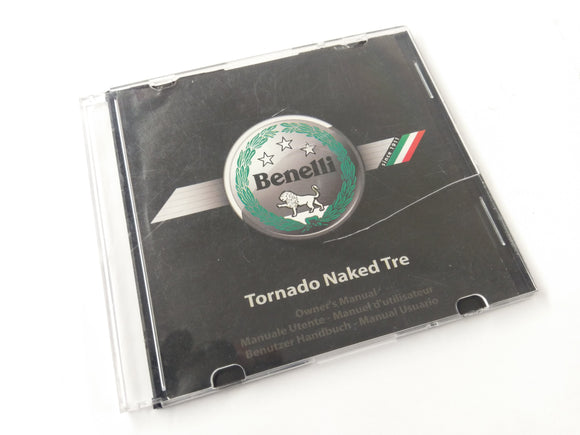 Benelli
SINCE 1911
Tornado Naked Tre
Owner's Manual
Manuale Utente - Manuel d'utilisateur
Benutzer Handbuch - Manual Usuario